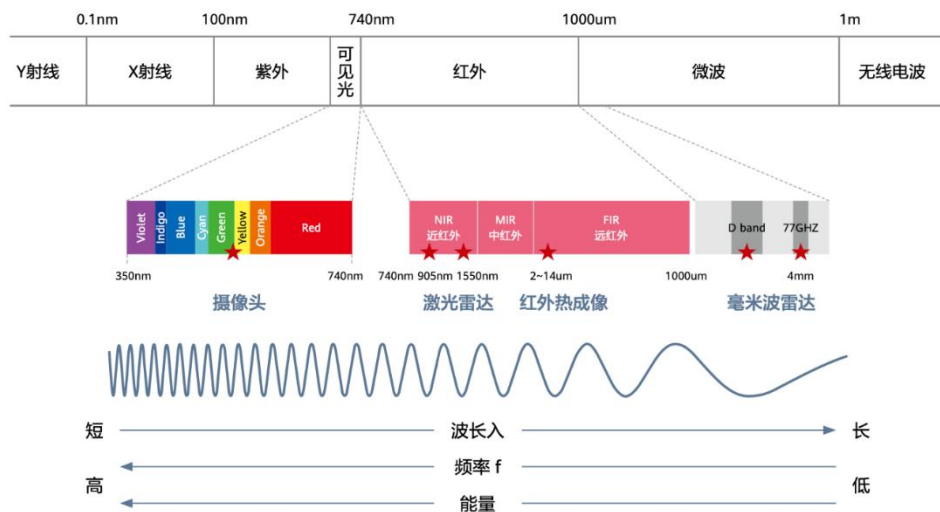 0.1nm 100nm 740nm 1000um 1m
Y射线 X射线 紫外 可见光 红外 微波 无线电波
Violet Indigo Blue Cyan Green Yellow Orange Red
NIR 近红外 MIR 中红外 FIR 远红外
D band 77GHZ
350nm 740nm 740nm 905nm 1550nm 2~14um 1000um 4mm
摄像头 激光雷达 红外热成像 毫米波雷达
短 波长入 长
频率 f
高 低
能量